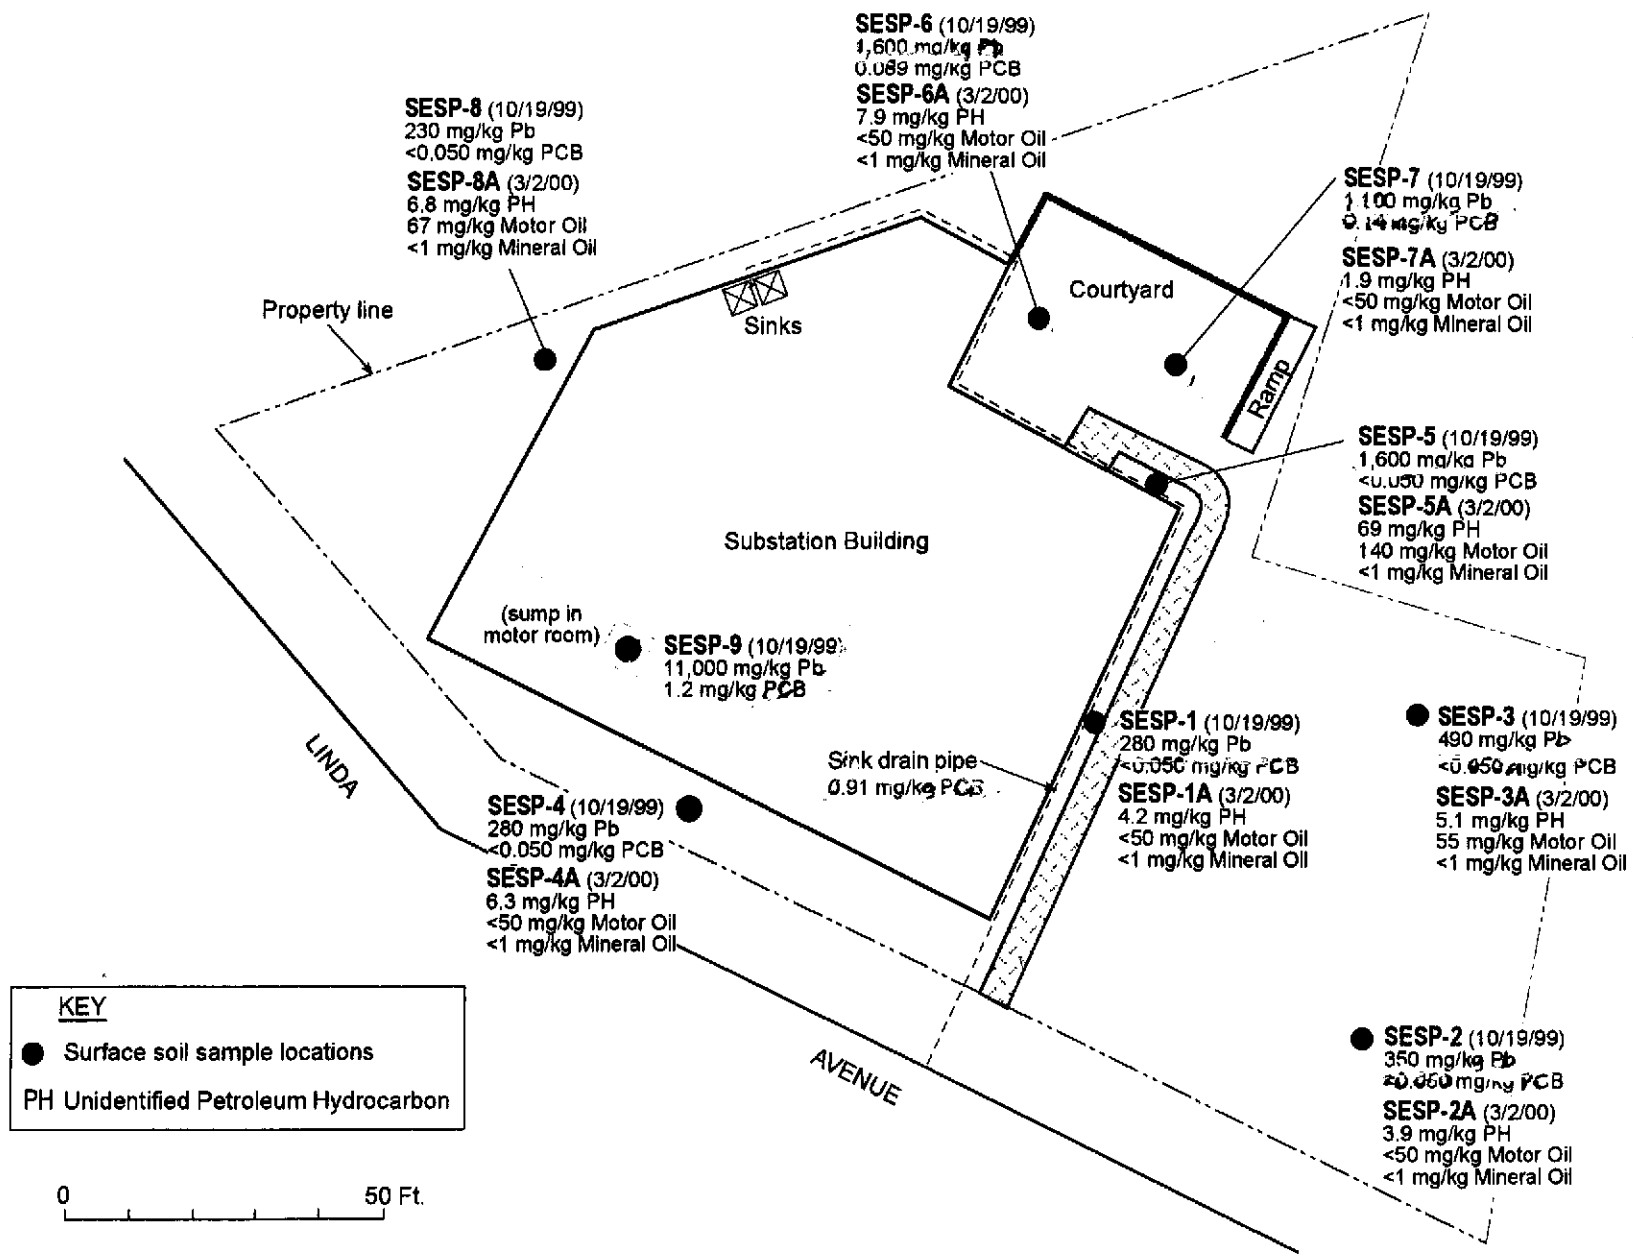 SESP-6 (10/19/99)
1,600 mg/kg Pb
0.089 mg/kg PCB
SESP-6A (3/2/00)
7.9 mg/kg PH
<50 mg/kg Motor Oil
<1 mg/kg Mineral Oil
SESP-8 (10/19/99)
230 mg/kg Pb
<0.050 mg/kg PCB
SESP-8A (3/2/00)
6.8 mg/kg PH
67 mg/kg Motor Oil
<1 mg/kg Mineral Oil
SESP-7 (10/19/99)
1,100 mg/kg Pb
0.14 mg/kg PCB
SESP-7A (3/2/00)
1.9 mg/kg PH
<50 mg/kg Motor Oil
<1 mg/kg Mineral Oil
Property line
Sinks
Courtyard
Ramp
SESP-5 (10/19/99)
1,600 mg/kg Pb
<0.050 mg/kg PCB
SESP-5A (3/2/00)
69 mg/kg PH
140 mg/kg Motor Oil
<1 mg/kg Mineral Oil
Substation Building
(sump in
motor room)
SESP-9 (10/19/99)
11,000 mg/kg Pb
1.2 mg/kg PCB
LINDA
Sink drain pipe
0.91 mg/kg PCB
SESP-1 (10/19/99)
280 mg/kg Pb
<0.050 mg/kg PCB
SESP-1A (3/2/00)
4.2 mg/kg PH
<50 mg/kg Motor Oil
<1 mg/kg Mineral Oil
SESP-3 (10/19/99)
490 mg/kg Pb
<0.050 mg/kg PCB
SESP-3A (3/2/00)
5.1 mg/kg PH
55 mg/kg Motor Oil
<1 mg/kg Mineral Oil
SESP-4 (10/19/99)
280 mg/kg Pb
<0.050 mg/kg PCB
SESP-4A (3/2/00)
6.3 mg/kg PH
<50 mg/kg Motor Oil
<1 mg/kg Mineral Oil
AVENUE
SESP-2 (10/19/99)
350 mg/kg Pb
<0.050 mg/kg PCB
SESP-2A (3/2/00)
3.9 mg/kg PH
<50 mg/kg Motor Oil
<1 mg/kg Mineral Oil
KEY
Surface soil sample locations
PH Unidentified Petroleum Hydrocarbon
0 50 Ft.